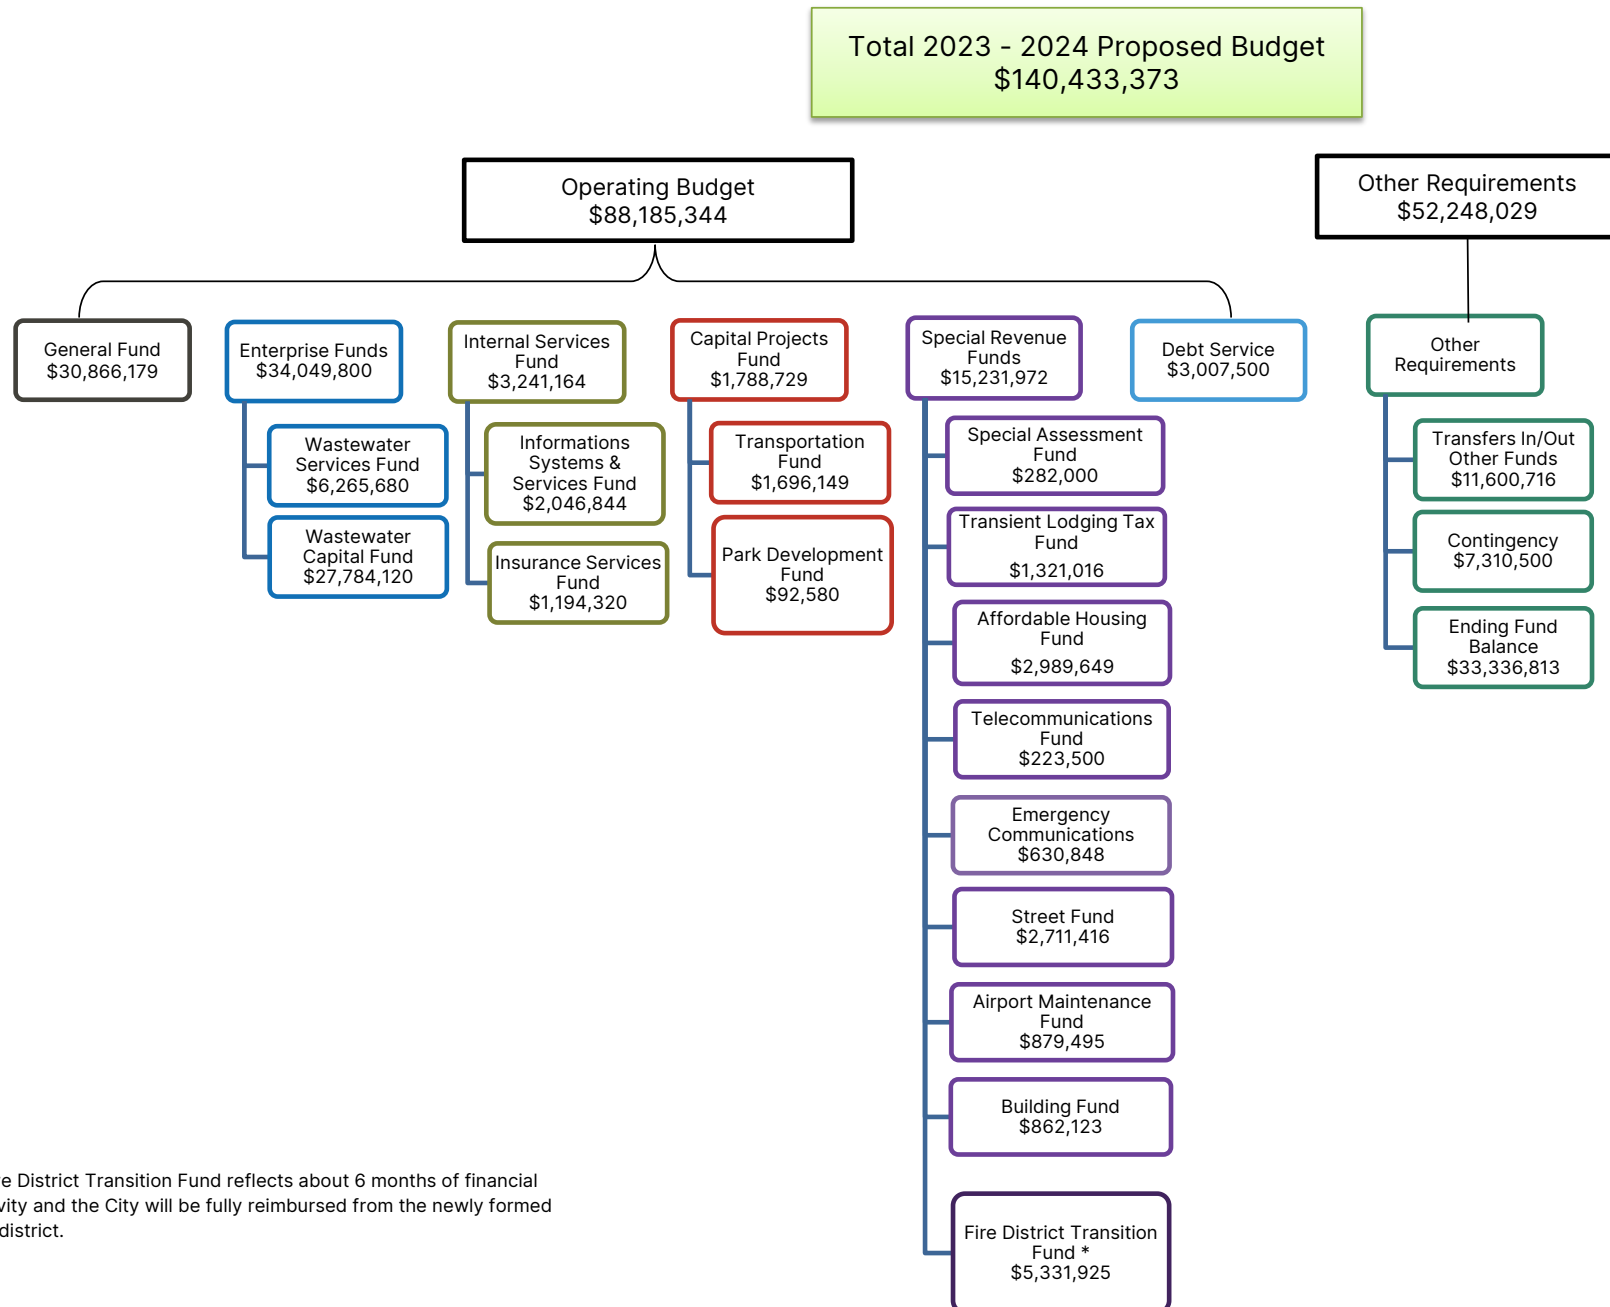 Total 2023 - 2024 Proposed Budget
$140,433,373
Operating Budget
$88,185,344
Other Requirements
$52,248,029
General Fund
$30,866,179
Enterprise Funds
$34,049,800
Wastewater
Services Fund
$6,265,680
Wastewater
Capital Fund
$27,784,120
Internal Services
Fund
$3,241,164
Informations
Systems &
Services Fund
$2,046,844
Insurance Services
Fund
$1,194,320
Capital Projects
Fund
$1,788,729
Transportation
Fund
$1,696,149
Park Development
Fund
$92,580
Special Revenue
Funds
$15,231,972
Special Assessment
Fund
$282,000
Transient Lodging Tax
Fund
$1,321,016
Affordable Housing
Fund
$2,989,649
Telecommunications
Fund
$223,500
Emergency
Communications
$630,848
Street Fund
$2,711,416
Airport Maintenance
Fund
$879,495
Building Fund
$862,123
Fire District Transition
Fund *
$5,331,925
Debt Service
$3,007,500
Other
Requirements
Transfers In/Out
Other Funds
$11,600,716
Contingency
$7,310,500
Ending Fund
Balance
$33,336,813
District Transition Fund reflects about 6 months of financial
and the City will be fully reimbursed from the newly formed
district.